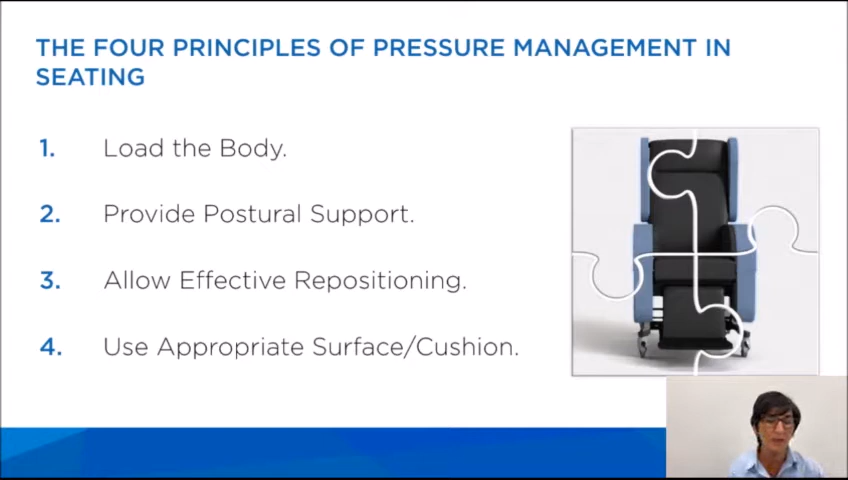 THE FOUR PRINCIPLES OF PRESSURE MANAGEMENT IN
SEATING
1. Load the Body.
2. Provide Postural Support.
3. Allow Effective Repositioning.
4. Use Appropriate Surface/Cushion.